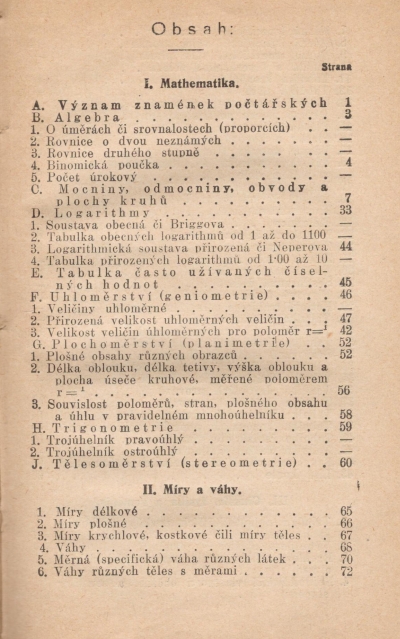 Obsah:
Strana
I. Mathematika.
A. Význam znamének počtářských 1
B. Algebra . . . . . . . . . . 3
1. O úměrách či srovnalostech (proporcích) . . —
2. Rovnice o dvou neznámých . . . . . . . —
3. Rovnice druhého stupně . . . . . . . . —
4. Binomická poučka . . . . . . . . . . 4
5. Počet úrokový . . . . . . . . . . . —
C. Mocniny, odmocniny, obvody a
plochy kruhů . . . . . . . . . 7
D. Logarithmy . . . . . . . . . . 33
1. Soustava obecná či Briggova . . . . . . —
2. Tabulka obecných logarithmů od 1 až do 1100 —
3. Logarithmická soustava přirozená či Neperova 44
4. Tabulka přirozených logarithmů od 1·00 až 10 —
E. Tabulka často užívaných čísel-
ných hodnot . . . . . . . . . 45
F. Úhloměrství (geniometrie) . . . 46
1. Veličiny úhloměrné . . . . . . . . . —
2. Přirozená velikost úhloměrných veličin . . . 47
3. Velikost veličin úhloměrných pro poloměr r=1 42
G. Plochoměrství (planimetrie) . . 52
1. Plošné obsahy různých obrazců . . . . . 52
2. Délka oblouku, délka tetivy, výška oblouku a
plocha úseče kruhové, měřené poloměrem
r = 1 . . . . . . . . . . . . . 56
3. Souvislost poloměrů, stran, plošného obsahu
a úhlu v pravidelném mnohoúhelníku . . . 58
H. Trigonometrie . . . . . . . . 59
1. Trojúhelník pravoúhlý . . . . . . . . —
2. Trojúhelník ostroúhlý . . . . . . . . —
J. Tělesoměrství (stereometrie) . . 60
II. Míry a váhy.
1. Míry délkové . . . . . . . . . . . 65
2. Míry plošné . . . . . . . . . . . 66
3. Míry krychlové, kostkové čili míry těles . . 67
4. Váhy . . . . . . . . . . . . . 68
5. Měrná (specifická) váha různých látek . . . 70
6. Váhy různých těles s měrami . . . . . . 72